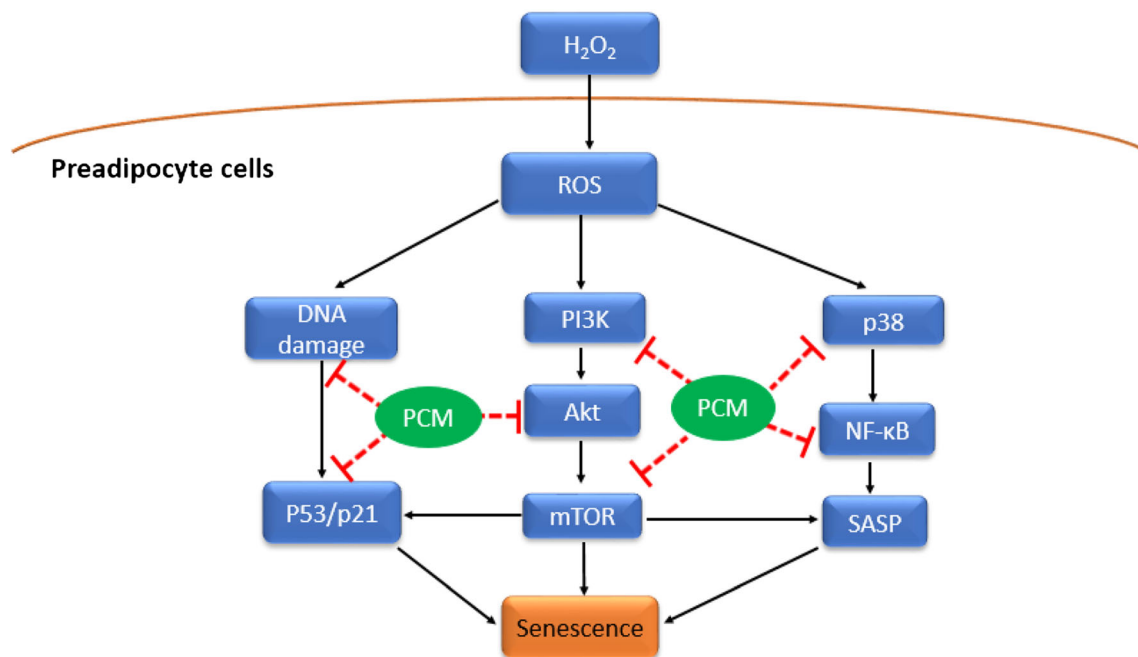 H₂O₂
Preadipocyte cells
ROS
DNA
damage
PI3K
p38
PCM
Akt
PCM
NF-κB
P53/p21
mTOR
SASP
Senescence